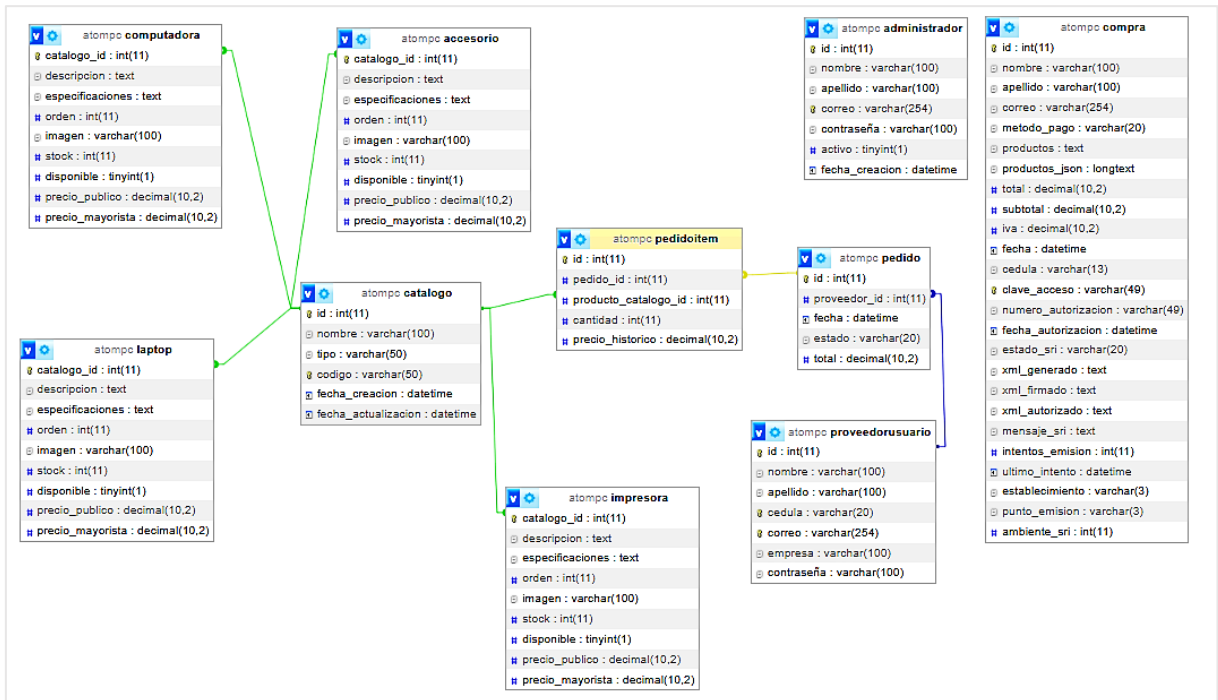 atompc computadora
catalogo_id : int(11)
descripcion : text
especificaciones : text
orden : int(11)
imagen : varchar(100)
stock : int(11)
disponible : tinyint(1)
precio_publico : decimal(10,2)
precio_mayorista : decimal(10,2)
atompc accesorio
catalogo_id : int(11)
descripcion : text
especificaciones : text
orden : int(11)
imagen : varchar(100)
stock : int(11)
disponible : tinyint(1)
precio_publico : decimal(10,2)
precio_mayorista : decimal(10,2)
atompc administrador
id : int(11)
nombre : varchar(100)
apellido : varchar(100)
correo : varchar(254)
contraseña : varchar(100)
activo : tinyint(1)
fecha_creacion : datetime
atompc compra
id : int(11)
nombre : varchar(100)
apellido : varchar(100)
correo : varchar(254)
metodo_pago : varchar(20)
productos : text
productos_json : longtext
total : decimal(10,2)
subtotal : decimal(10,2)
iva : decimal(10,2)
fecha : datetime
cedula : varchar(13)
clave_acceso : varchar(49)
numero_autorizacion : varchar(49)
fecha_autorizacion : datetime
estado_sri : varchar(20)
xml_generado : text
xml_firmado : text
xml_autorizado : text
mensaje_sri : text
intentos_emision : int(11)
ultimo_intento : datetime
establecimiento : varchar(3)
punto_emision : varchar(3)
ambiente_sri : int(11)
atompc pedidoitem
id : int(11)
pedido_id : int(11)
producto_catalogo_id : int(11)
cantidad : int(11)
precio_historico : decimal(10,2)
atompc pedido
id : int(11)
proveedor_id : int(11)
fecha : datetime
estado : varchar(20)
total : decimal(10,2)
atompc catalogo
id : int(11)
nombre : varchar(100)
tipo : varchar(50)
codigo : varchar(50)
fecha_creacion : datetime
fecha_actualizacion : datetime
atompc laptop
catalogo_id : int(11)
descripcion : text
especificaciones : text
orden : int(11)
imagen : varchar(100)
stock : int(11)
disponible : tinyint(1)
precio_publico : decimal(10,2)
precio_mayorista : decimal(10,2)
atompc proveedorusuario
id : int(11)
nombre : varchar(100)
apellido : varchar(100)
cedula : varchar(20)
correo : varchar(254)
empresa : varchar(100)
contraseña : varchar(100)
atompc impresora
catalogo_id : int(11)
descripcion : text
especificaciones : text
orden : int(11)
imagen : varchar(100)
stock : int(11)
disponible : tinyint(1)
precio_publico : decimal(10,2)
precio_mayorista : decimal(10,2)